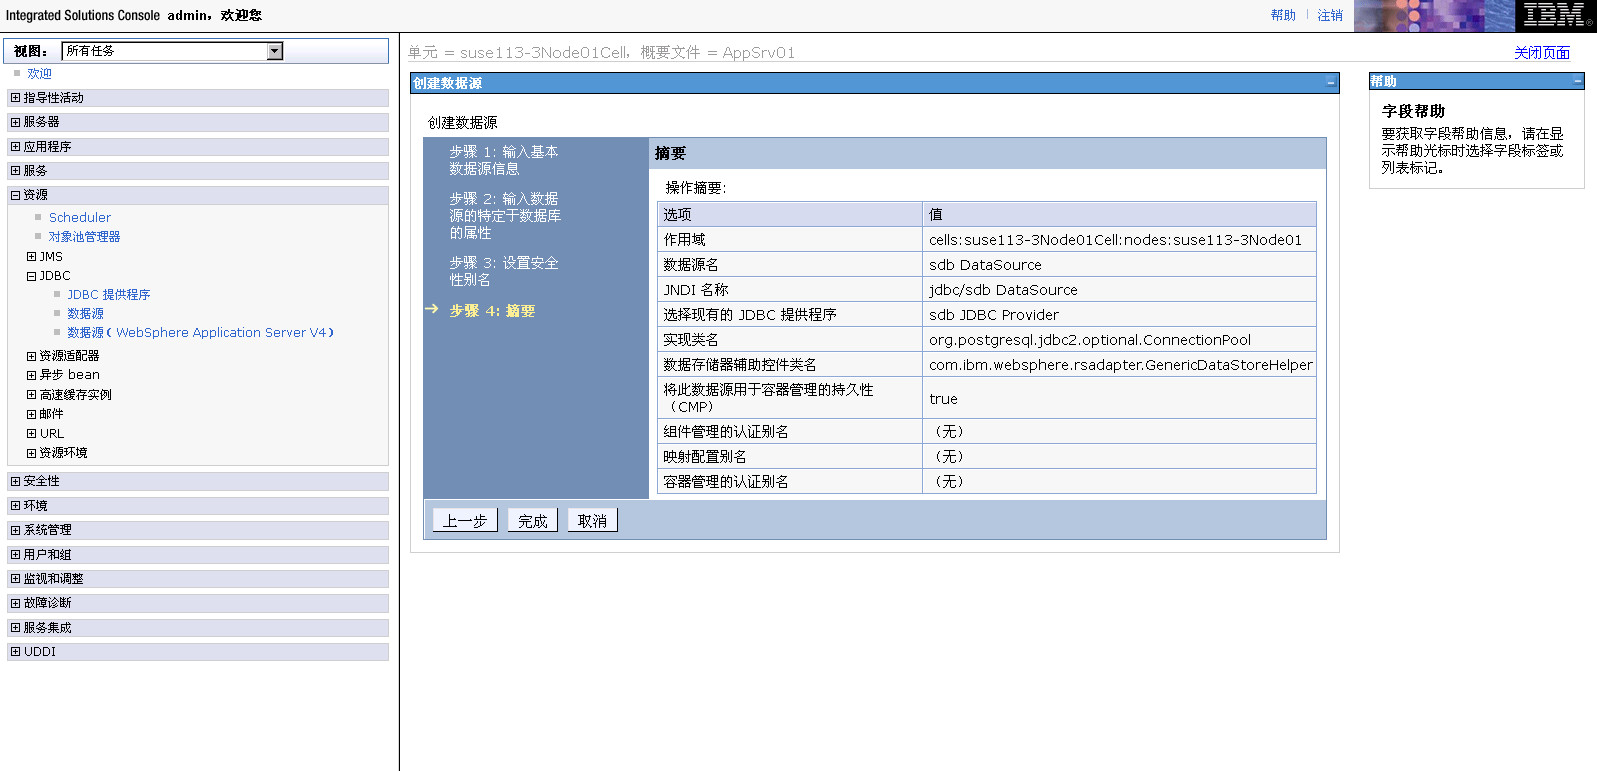 Integrated Solutions Console admin，欢迎您
帮助
注销
IBM®
视图：
所有任务
欢迎
指导性活动
服务器
应用程序
服务
资源
Scheduler
对象池管理器
JMS
JDBC
JDBC 提供程序
数据源
数据源（WebSphere Application Server V4）
资源适配器
异步 bean
高速缓存实例
邮件
URL
资源环境
安全性
环境
系统管理
用户和组
监视和调整
故障诊断
服务集成
UDDI
单元 = suse113-3Node01Cell，概要文件 = AppSrv01
关闭页面
创建数据源
创建数据源
步骤 1: 输入基本
数据源信息
步骤 2: 输入数据
源的特定于数据库
的属性
步骤 3: 设置安全
性别名
步骤 4: 摘要
摘要
操作摘要:
选项 值
作用域 cells:suse113-3Node01Cell:nodes:suse113-3Node01
数据源名 sdb DataSource
JNDI 名称 jdbc/sdb DataSource
选择现有的 JDBC 提供程序 sdb JDBC Provider
实现类名 org.postgresql.jdbc2.optional.ConnectionPool
数据存储器辅助控件类名 com.ibm.websphere.rsadapter.GenericDataStoreHelper
将此数据源用于容器管理的持久性
（CMP） true
组件管理的认证别名 （无）
映射配置别名 （无）
容器管理的认证别名 （无）
上一步 完成 取消
帮助
字段帮助
要获取字段帮助信息，请在显
示帮助光标时选择字段标签或
列表标记。